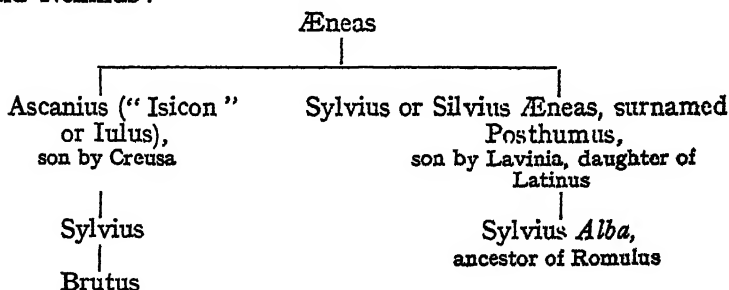 Æneas
Ascanius (“ Isicon ”
or Iulus),
son by Creusa
Sylvius
Brutus
Sylvius or Silvius Æneas, surnamed
Posthumus,
son by Lavinia, daughter of
Latinus
Sylvius Alba,
ancestor of Romulus